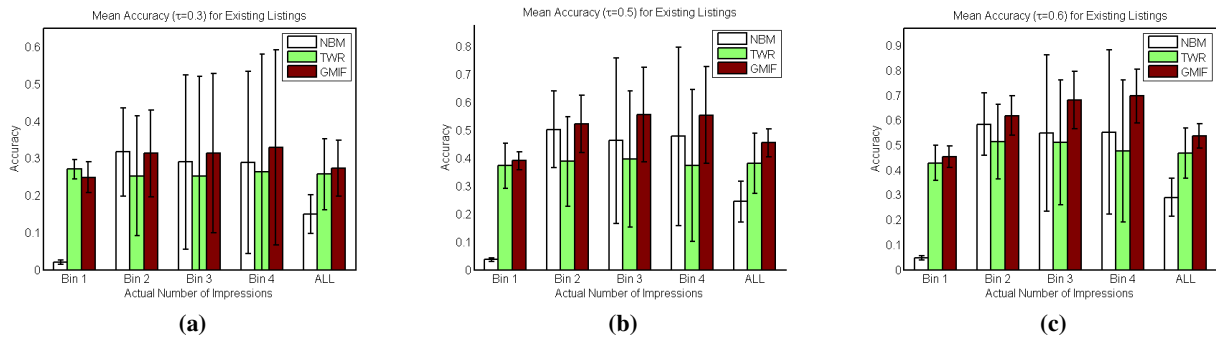 Mean Accuracy (τ=0.3) for Existing Listings
0.6
0.5
0.4
0.3
0.2
0.1
0
Accuracy
NBM
TWR
GMIF
Bin 1 Bin 2 Bin 3 Bin 4 ALL
Actual Number of Impressions
(a)
Mean Accuracy (τ=0.5) for Existing Listings
0.8
0.7
0.6
0.5
0.4
0.3
0.2
0.1
0
Accuracy
NBM
TWR
GMIF
Bin 1 Bin 2 Bin 3 Bin 4 ALL
Actual Number of Impressions
(b)
Mean Accuracy (τ=0.6) for Existing Listings
0.9
0.8
0.7
0.6
0.5
0.4
0.3
0.2
0.1
0
Accuracy
NBM
TWR
GMIF
Bin 1 Bin 2 Bin 3 Bin 4 ALL
Actual Number of Impressions
(c)